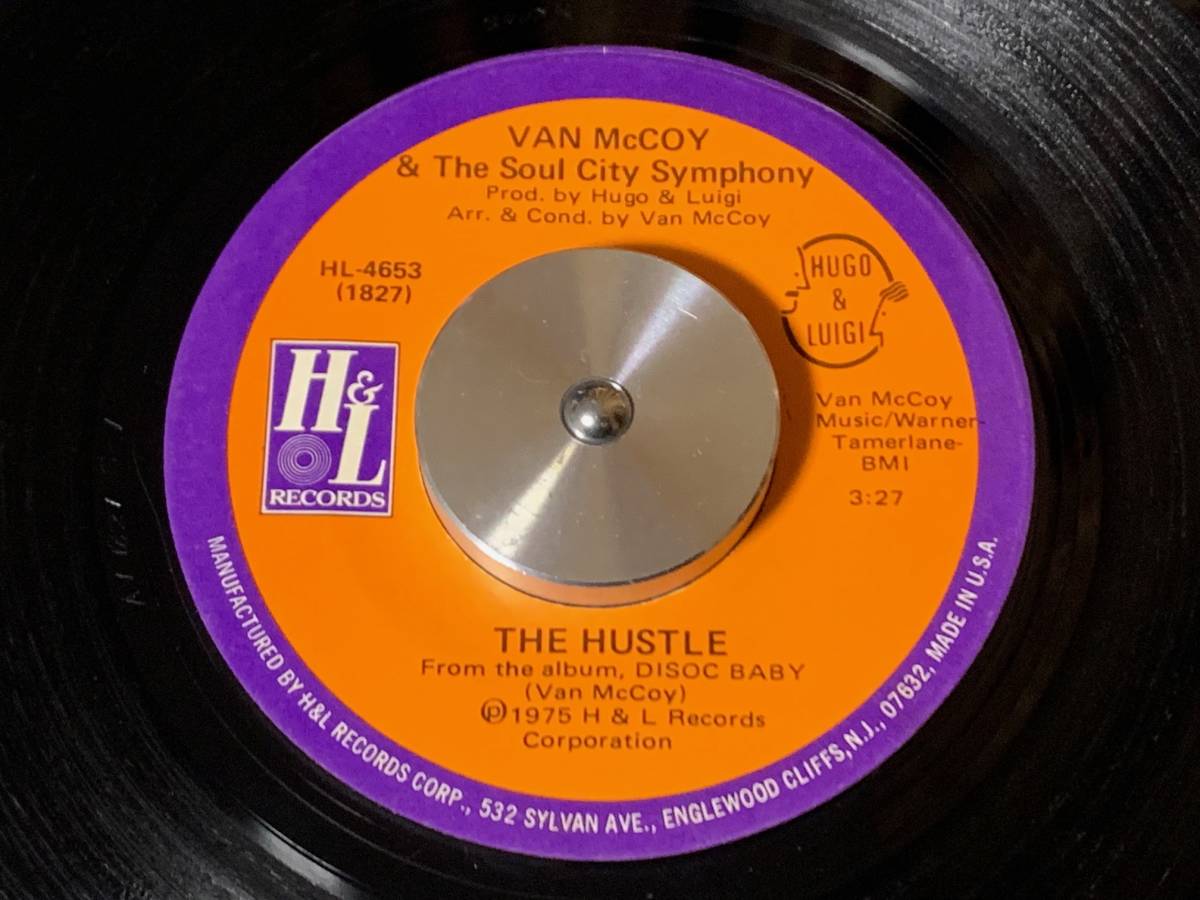 VAN McCOY
& The Soul City Symphony
Prod. by Hugo & Luigi
Arr. & Cond. by Van McCoy
HL-4653
(1827)
HUGO
&
LUIGI
H&L
RECORDS
Van McCoy
Music/Warner-
Tamerlane-
BMI
3:27
THE HUSTLE
From the album, DISOC BABY
(Van McCoy)
Ⓟ1975 H & L Records
Corporation
MANUFACTURED BY H&L RECORDS CORP., 532 SYLVAN AVE., ENGLEWOOD CLIFFS, N.J., 07632, MADE IN U.S.A.